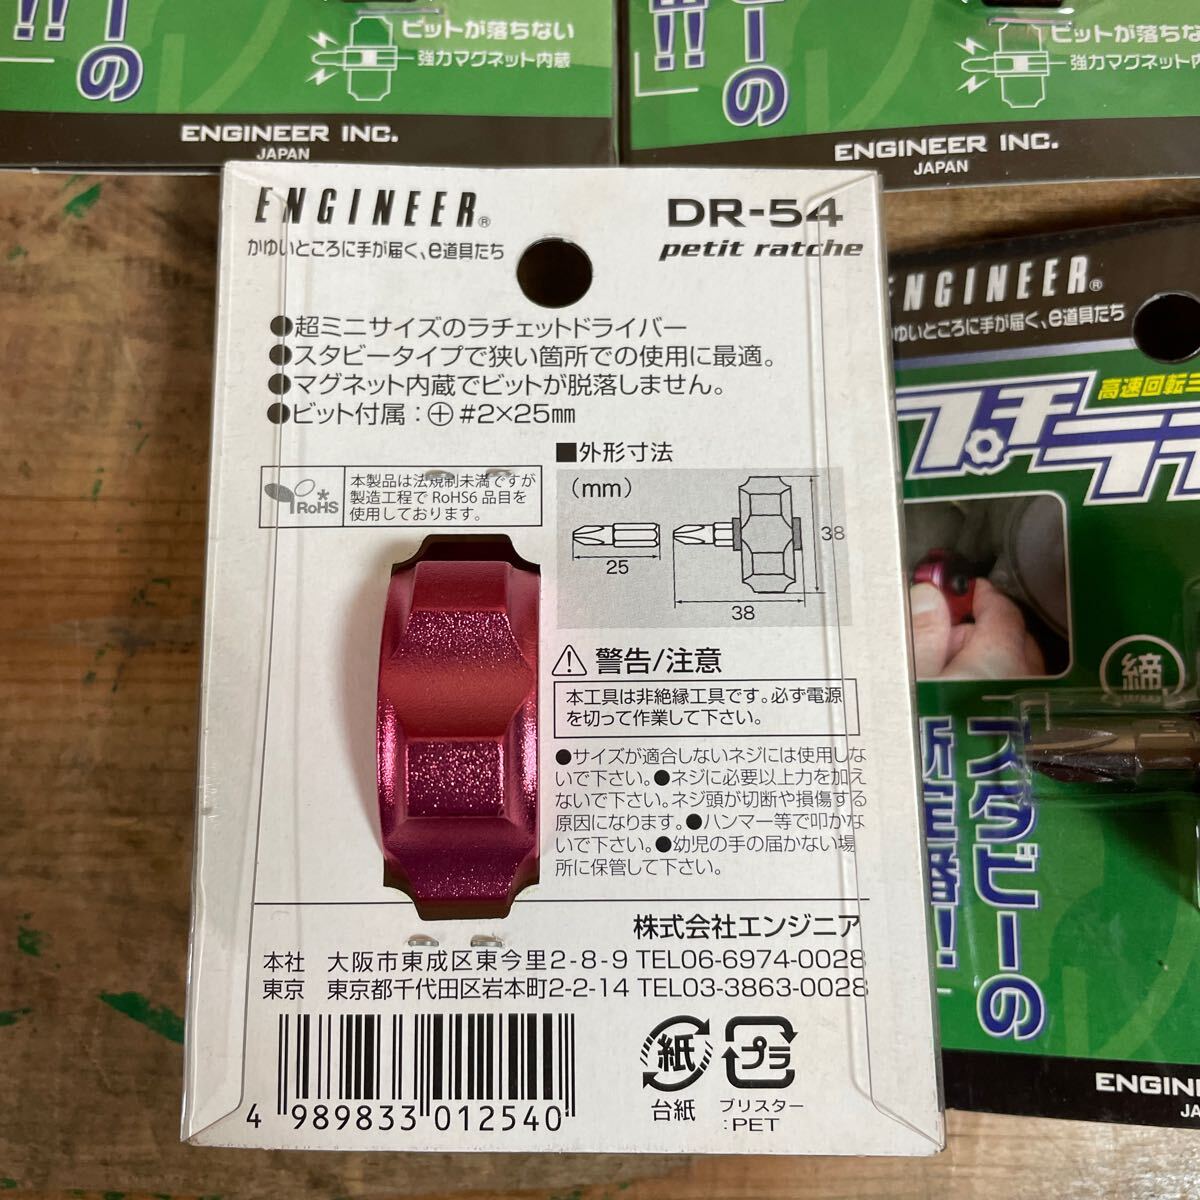 ーの
!!
ビットが落ちない
強力マグネット内蔵
ENGINEER INC.
JAPAN
ビーの
!!
ビットが落ちな
強力マグネット内
ENGINEER INC.
JAPAN
ENGINEER®
かゆいところに手が届く、e道具たち
DR-54
petit ratche
●超ミニサイズのラチェットドライバー
●スタビータイプで狭い箇所での使用に最適。
●マグネット内蔵でビットが脱落しません。
●ビット付属：⊕ #2×25㎜
RoHS
本製品は法規制未満ですが
製造工程で RoHS6 品目を
使用しております。
■外形寸法
(mm)
25
38
38
⚠ 警告/注意
本工具は非絶縁工具です。必ず電源
を切って作業して下さい。
●サイズが適合しないネジには使用しな
いで下さい。●ネジに必要以上力を加え
ないで下さい。ネジ頭が切断や損傷する
原因になります。●ハンマー等で叩かな
いで下さい。●幼児の手の届かない場
所に保管して下さい。
株式会社エンジニア
本社 大阪市東成区東今里2-8-9 TEL06-6974-0028
東京 東京都千代田区岩本町2-2-14 TEL03-3863-0028
4 989833 012540
紙
台紙
プラ
ブリスター
:PET
NGINEER®
ゆいところに手が届く、e道具たち
高速回転ミ
プチラ
締
スタビーの
新定番!
ENGINE
JA